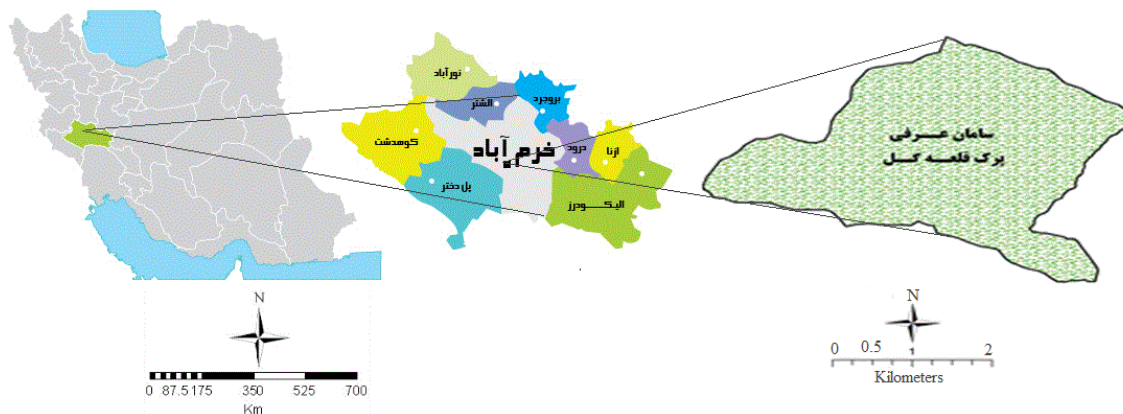 نورآباد
الشتر
بروجرد
کوهدشت
خرم آباد
درود
ازنا
پل دختر
الیگودرز
سامان عرفی
برک قلعه گل
N
0 87.5 175 350 525 700
Km
N
0 0.5 1 2
Kilometers